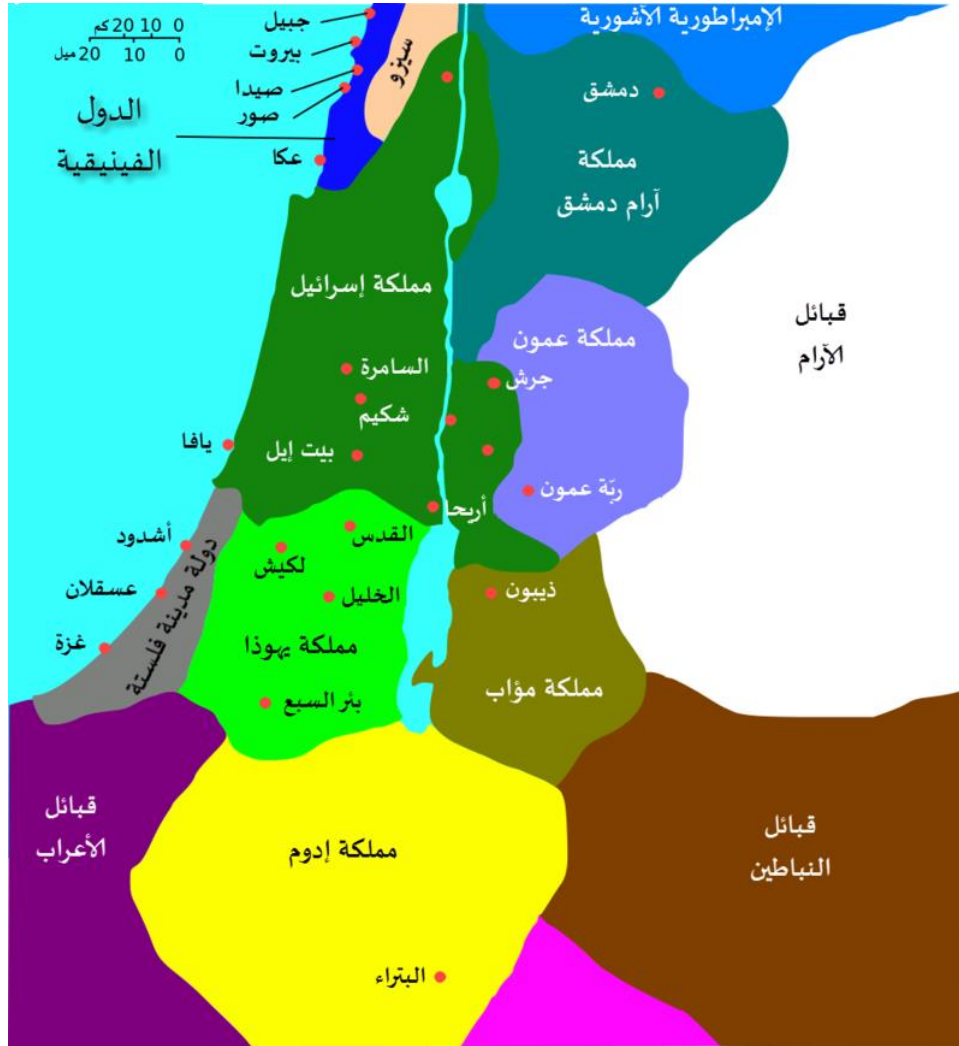 الإمبراطورية الآشورية
جبيل
كم 20 10 0
بيروت
ميل 20 10 0
سيزو
صيدا
دمشق
صور
الدول
الفينيقية
عكا
مملكة
آرام دمشق
مملكة إسرائيل
قبائل
الآرام
مملكة عمون
السامرة
جرش
شكيم
يافا
بيت إيل
ربّة عمون
أريحا
القدس
أشدود
لكيش
دولة مدينة فلستة
عسقلان
الخليل
ذيبون
غزة
مملكة يهوذا
مملكة مؤاب
بئر السبع
قبائل
الأعراب
مملكة إدوم
قبائل
النباطين
البتراء